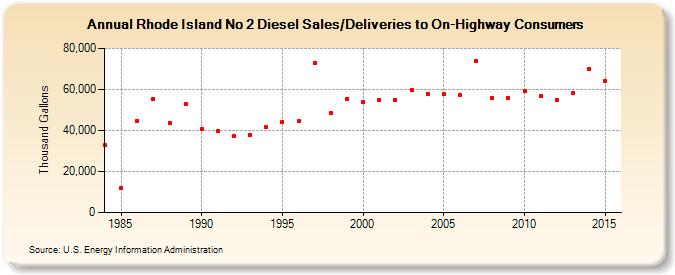 Annual Rhode Island No 2 Diesel Sales/Deliveries to On-Highway Consumers
Thousand Gallons
80,000
60,000
40,000
20,000
0
1985 1990 1995 2000 2005 2010 2015
Source: U.S. Energy Information Administration